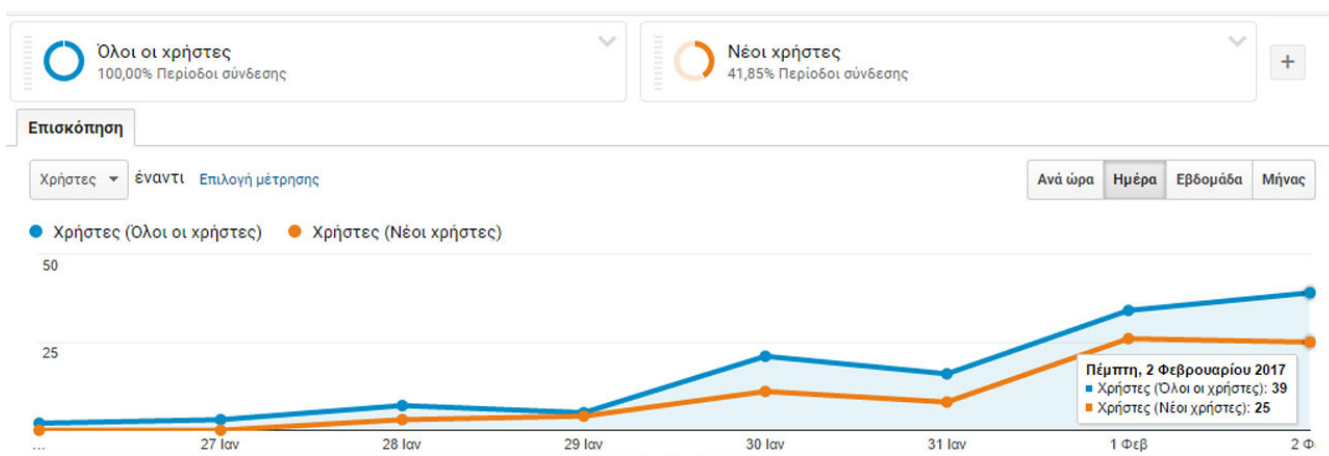 Όλοι οι χρήστες
100,00% Περίοδοι σύνδεσης
Νέοι χρήστες
41,85% Περίοδοι σύνδεσης
+
Επισκόπηση
Χρήστες έναντι Επιλογή μέτρησης
Ανά ώρα Ημέρα Εβδομάδα Μήνας
Χρήστες (Όλοι οι χρήστες) Χρήστες (Νέοι χρήστες)
50
25
Πέμπτη, 2 Φεβρουαρίου 2017
Χρήστες (Όλοι οι χρήστες): 39
Χρήστες (Νέοι χρήστες): 25
... 27 Ιαν 28 Ιαν 29 Ιαν 30 Ιαν 31 Ιαν 1 Φεβ 2 Φ